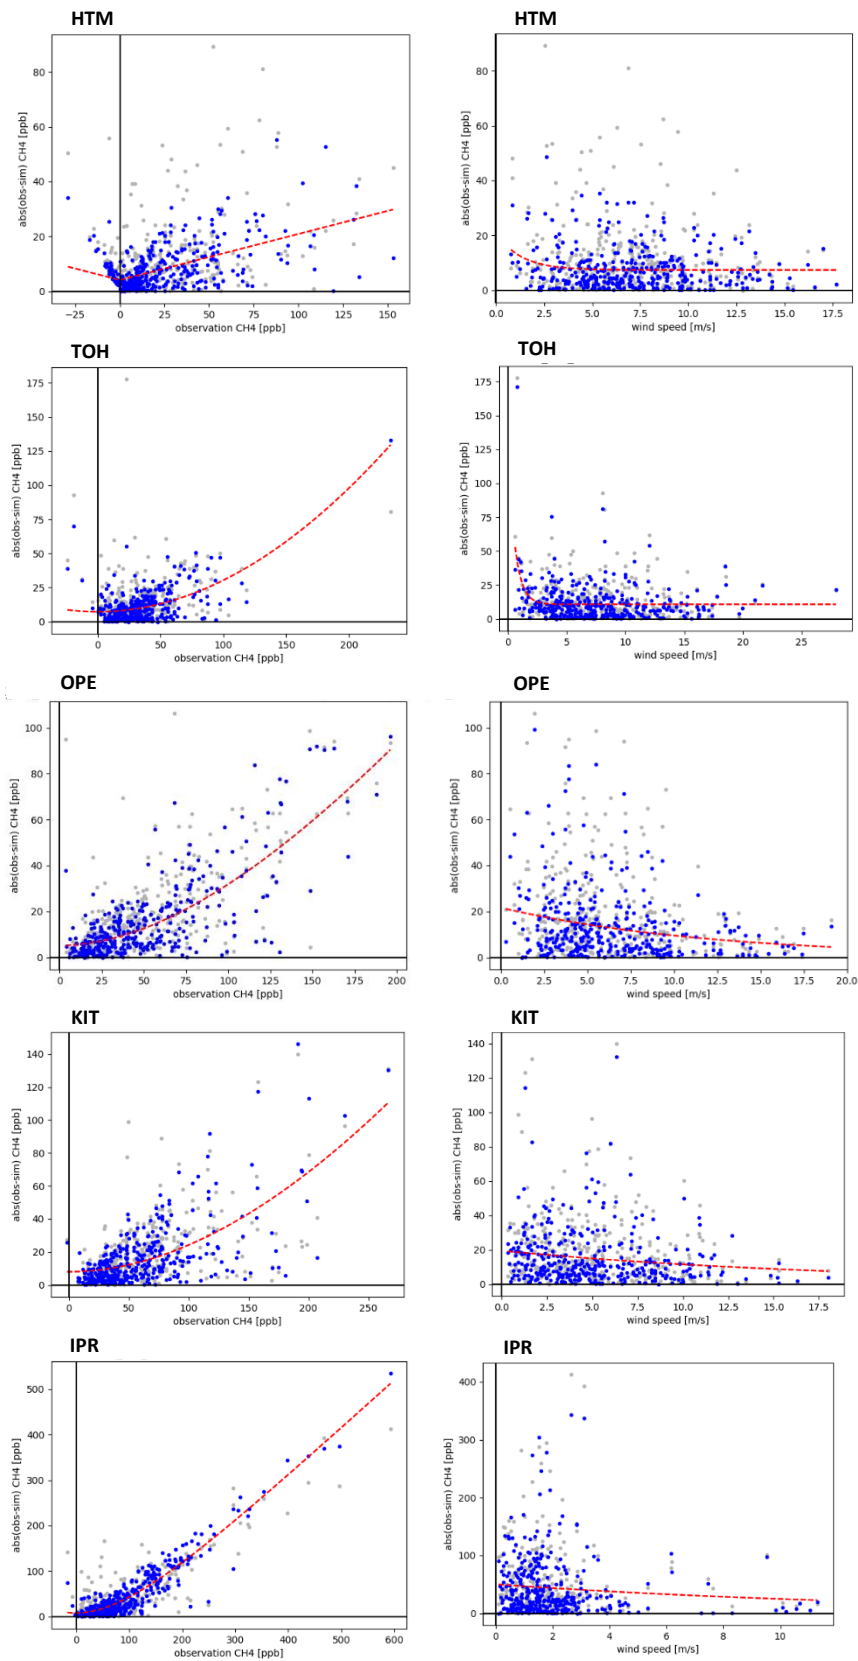 HTM
abs(obs-sim) CH4 [ppb]
80
60
40
20
0
−25 0 25 50 75 100 125 150
observation CH4 [ppb]
HTM
abs(obs-sim) CH4 [ppb]
80
60
40
20
0
0.0 2.5 5.0 7.5 10.0 12.5 15.0 17.5
wind speed [m/s]
TOH
abs(obs-sim) CH4 [ppb]
175
150
125
100
75
50
25
0
0 50 100 150 200
observation CH4 [ppb]
TOH
abs(obs-sim) CH4 [ppb]
175
150
125
100
75
50
25
0
0 5 10 15 20 25
wind speed [m/s]
OPE
abs(obs-sim) CH4 [ppb]
100
80
60
40
20
0
0 25 50 75 100 125 150 175 200
observation CH4 [ppb]
OPE
abs(obs-sim) CH4 [ppb]
100
80
60
40
20
0
0.0 2.5 5.0 7.5 10.0 12.5 15.0 17.5 20.0
wind speed [m/s]
KIT
abs(obs-sim) CH4 [ppb]
140
120
100
80
60
40
20
0
0 50 100 150 200 250
observation CH4 [ppb]
KIT
abs(obs-sim) CH4 [ppb]
140
120
100
80
60
40
20
0
0.0 2.5 5.0 7.5 10.0 12.5 15.0 17.5
wind speed [m/s]
IPR
abs(obs-sim) CH4 [ppb]
500
400
300
200
100
0
0 100 200 300 400 500 600
observation CH4 [ppb]
IPR
abs(obs-sim) CH4 [ppb]
400
300
200
100
0
0 2 4 6 8 10
wind speed [m/s]